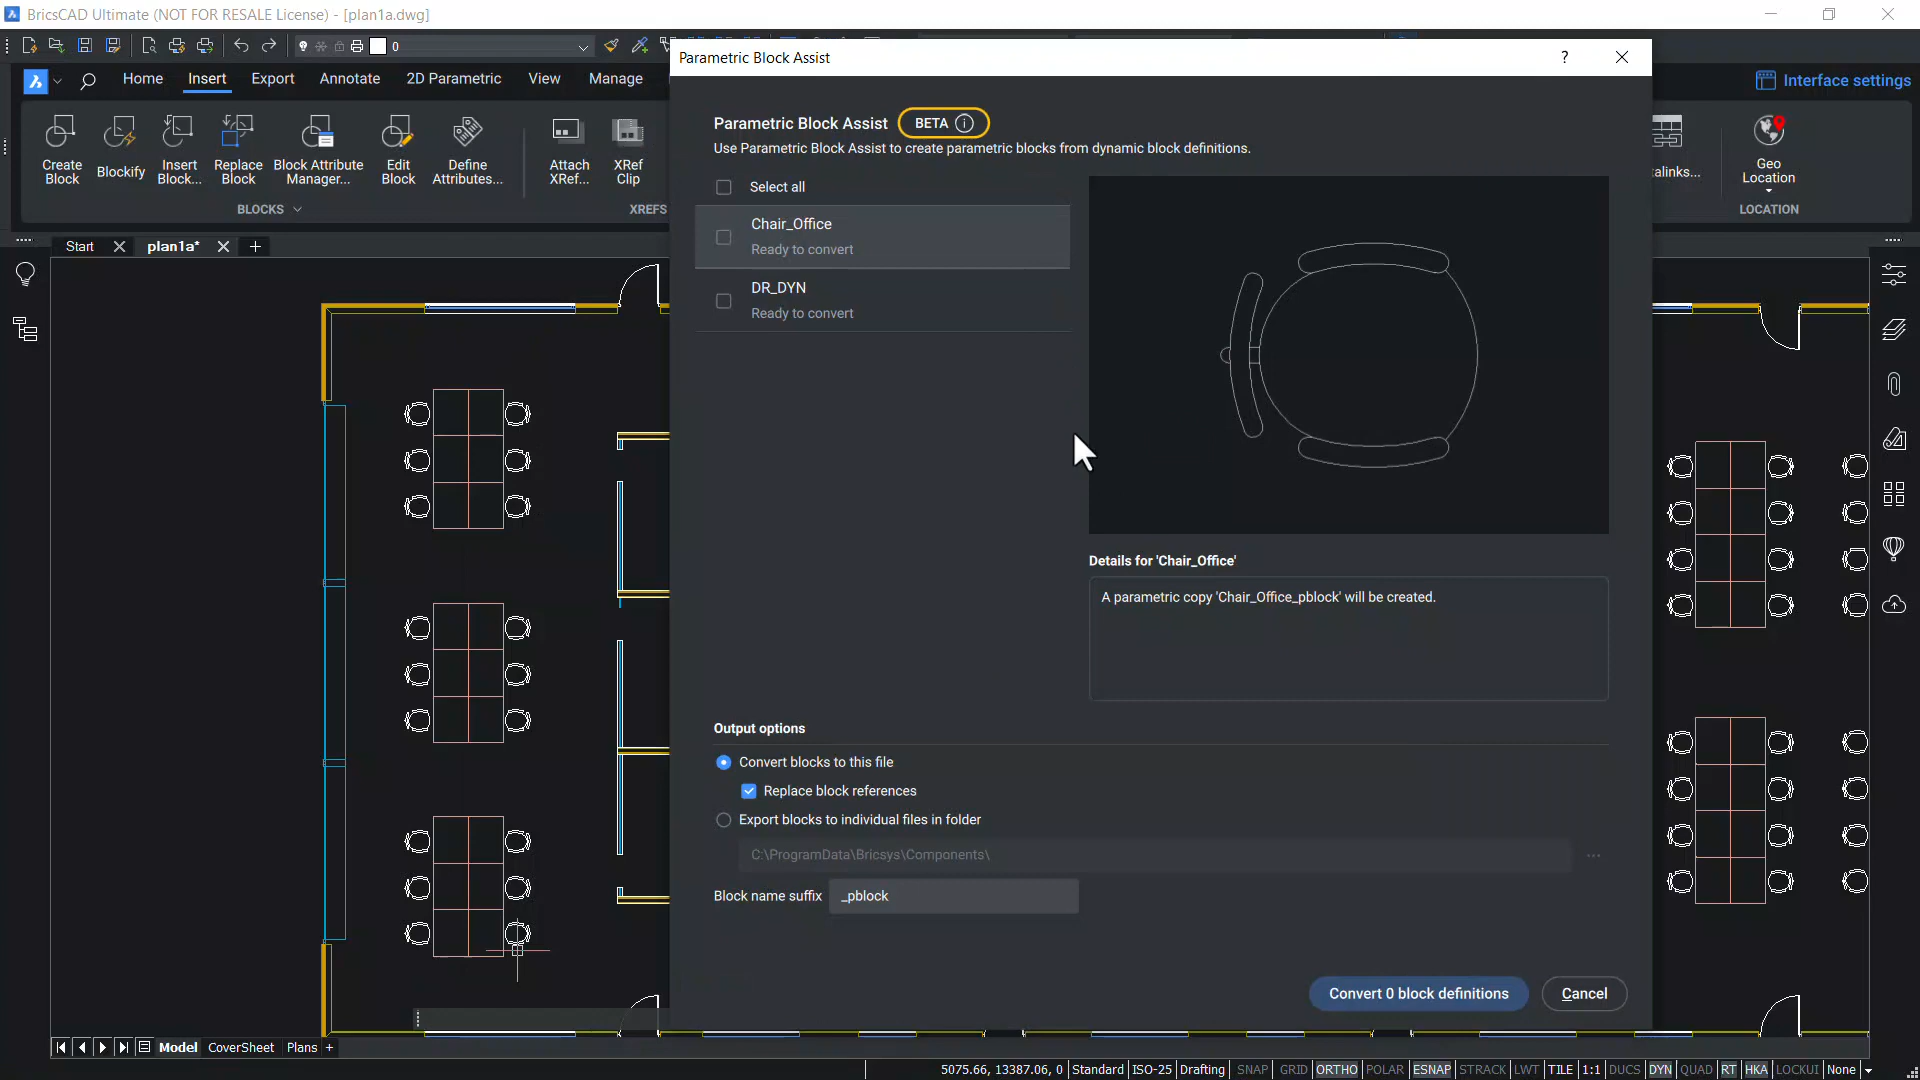 BricsCAD Ultimate (NOT FOR RESALE License) - [plan1a.dwg]
0
Parametric Block Assist
?
Home Insert Export Annotate 2D Parametric View Manage
Interface settings
Create Block
Blockify
Insert Block...
Replace Block
Block Attribute Manager...
Edit Block
Define Attributes...
Attach XRef...
XRef Clip
alinks...
Geo Location
BLOCKS
XREFS
LOCATION
Start
plan1a*
Parametric Block Assist BETA
Use Parametric Block Assist to create parametric blocks from dynamic block definitions.
Select all
Chair_Office
Ready to convert
DR_DYN
Ready to convert
Details for 'Chair_Office'
A parametric copy 'Chair_Office_pblock' will be created.
Output options
Convert blocks to this file
Replace block references
Export blocks to individual files in folder
C:\ProgramData\Bricsys\Components\
...
Block name suffix _pblock
Convert 0 block definitions
Cancel
Model CoverSheet Plans +
5075.66, 13387.06, 0 Standard ISO-25 Drafting SNAP GRID ORTHO POLAR ESNAP STRACK LWT TILE 1:1 DUCS DYN QUAD RT HKA LOCKUI None